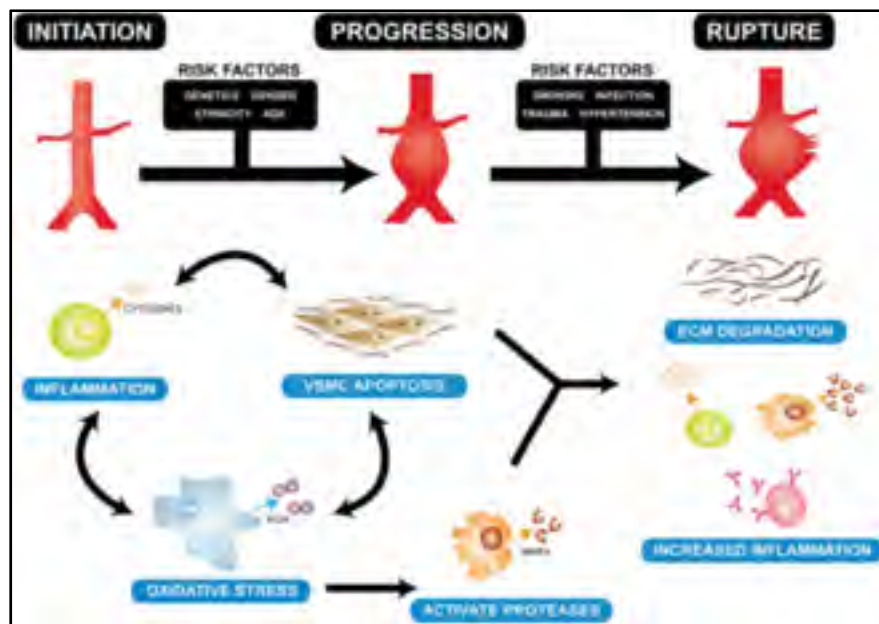 INITIATION
PROGRESSION
RUPTURE
RISK FACTORS
GENETICS GENDER
ETHNICITY AGE
RISK FACTORS
SMOKING INFECTION
TRAUMA HYPERTENSION
CYTOKINES
INFLAMMATION
VSMC APOPTOSIS
ECM DEGRADATION
ROS
OXIDATIVE STRESS
MMPs
ACTIVATE PROTEASES
INCREASED INFLAMMATION